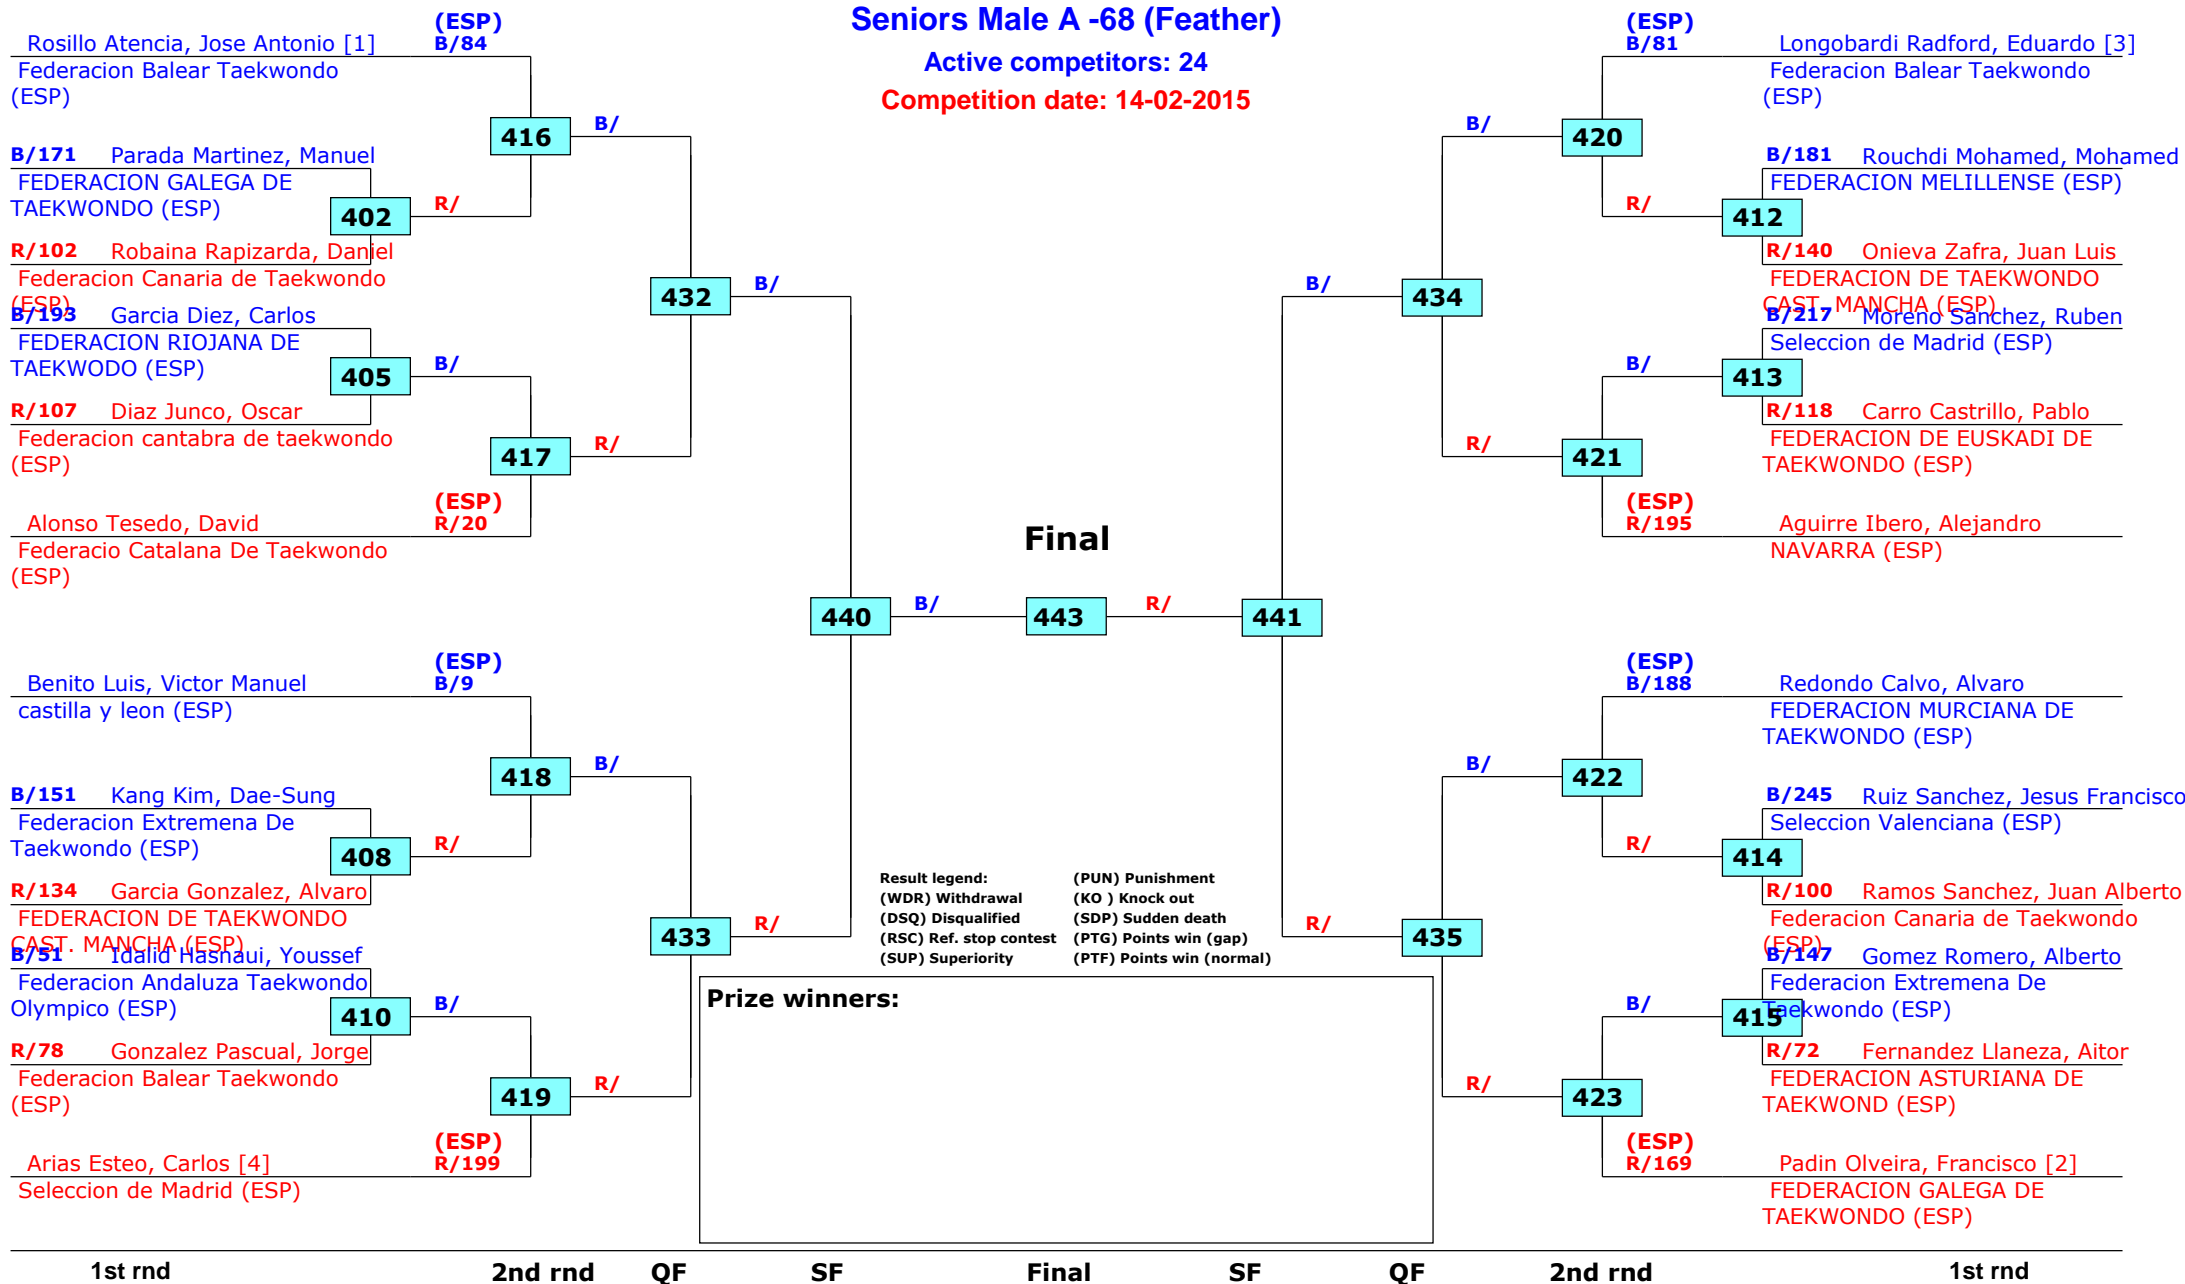 Seniors Male A -68 (Feather)
Active competitors: 24
Competition date: 14-02-2015
(ESP)
Rosillo Atencia, Jose Antonio [1] B/84
Federacion Balear Taekwondo
(ESP)
416
B/
B/171 Parada Martinez, Manuel
FEDERACION GALEGA DE
TAEKWONDO (ESP)
402
R/
R/102 Robaina Rapizarda, Daniel
Federacion Canaria de Taekwondo
(ESP)
432
B/
B/193 Garcia Diez, Carlos
FEDERACION RIOJANA DE
TAEKWODO (ESP)
405
B/
R/107 Diaz Junco, Oscar
Federacion cantabra de taekwondo
(ESP)
417
R/
(ESP)
Alonso Tesedo, David R/20
Federacio Catalana De Taekwondo
(ESP)
440
B/
(ESP)
Benito Luis, Victor Manuel B/9
castilla y leon (ESP)
418
B/
B/151 Kang Kim, Dae-Sung
Federacion Extremena De
Taekwondo (ESP)
408
R/
R/134 Garcia Gonzalez, Alvaro
FEDERACION DE TAEKWONDO
CAST. MANCHA (ESP)
433
R/
B/51 Idalid Hasnaui, Youssef
Federacion Andaluza Taekwondo
Olympico (ESP)
410
B/
R/78 Gonzalez Pascual, Jorge
Federacion Balear Taekwondo
(ESP)
419
R/
(ESP)
Arias Esteo, Carlos [4] R/199
Seleccion de Madrid (ESP)
Final
443
R/
441
(ESP)
B/81 Longobardi Radford, Eduardo [3]
Federacion Balear Taekwondo
(ESP)
B/
420
B/181 Rouchdi Mohamed, Mohamed
FEDERACION MELILLENSE (ESP)
R/
412
R/140 Onieva Zafra, Juan Luis
FEDERACION DE TAEKWONDO
CAST. MANCHA (ESP)
B/
434
B/217 Moreno Sanchez, Ruben
Seleccion de Madrid (ESP)
B/
413
R/118 Carro Castrillo, Pablo
FEDERACION DE EUSKADI DE
TAEKWONDO (ESP)
R/
421
(ESP)
R/195 Aguirre Ibero, Alejandro
NAVARRA (ESP)
(ESP)
B/188 Redondo Calvo, Alvaro
FEDERACION MURCIANA DE
TAEKWONDO (ESP)
B/
422
B/245 Ruiz Sanchez, Jesus Francisco
Seleccion Valenciana (ESP)
R/
414
R/100 Ramos Sanchez, Juan Alberto
Federacion Canaria de Taekwondo
(ESP)
R/
435
B/147 Gomez Romero, Alberto
Federacion Extremena De
Taekwondo (ESP)
B/
415
R/72 Fernandez Llaneza, Aitor
FEDERACION ASTURIANA DE
TAEKWOND (ESP)
R/
423
(ESP)
R/169 Padin Olveira, Francisco [2]
FEDERACION GALEGA DE
TAEKWONDO (ESP)
Result legend: (PUN) Punishment
(WDR) Withdrawal (KO ) Knock out
(DSQ) Disqualified (SDP) Sudden death
(RSC) Ref. stop contest (PTG) Points win (gap)
(SUP) Superiority (PTF) Points win (normal)
Prize winners:
1st rnd 2nd rnd QF SF Final SF QF 2nd rnd 1st rnd